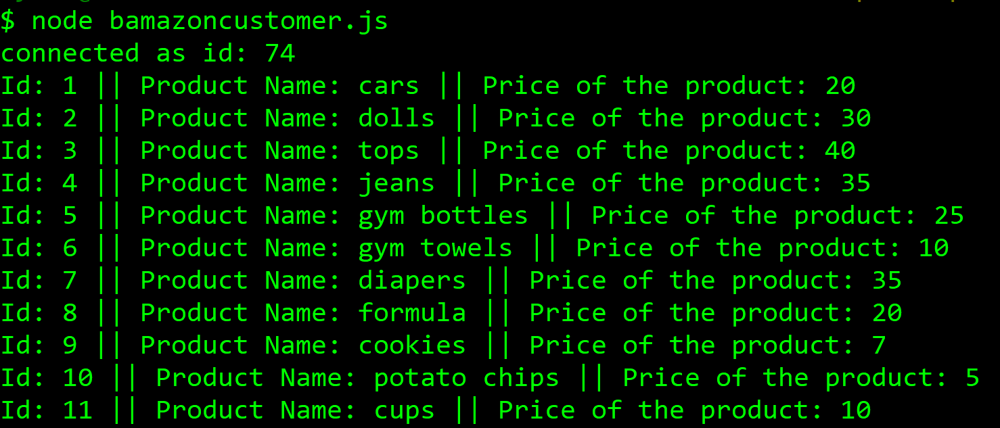 $ node bamazoncustomer.js
connected as id: 74
Id: 1 || Product Name: cars || Price of the product: 20
Id: 2 || Product Name: dolls || Price of the product: 30
Id: 3 || Product Name: tops || Price of the product: 40
Id: 4 || Product Name: jeans || Price of the product: 35
Id: 5 || Product Name: gym bottles || Price of the product: 25
Id: 6 || Product Name: gym towels || Price of the product: 10
Id: 7 || Product Name: diapers || Price of the product: 35
Id: 8 || Product Name: formula || Price of the product: 20
Id: 9 || Product Name: cookies || Price of the product: 7
Id: 10 || Product Name: potato chips || Price of the product: 5
Id: 11 || Product Name: cups || Price of the product: 10